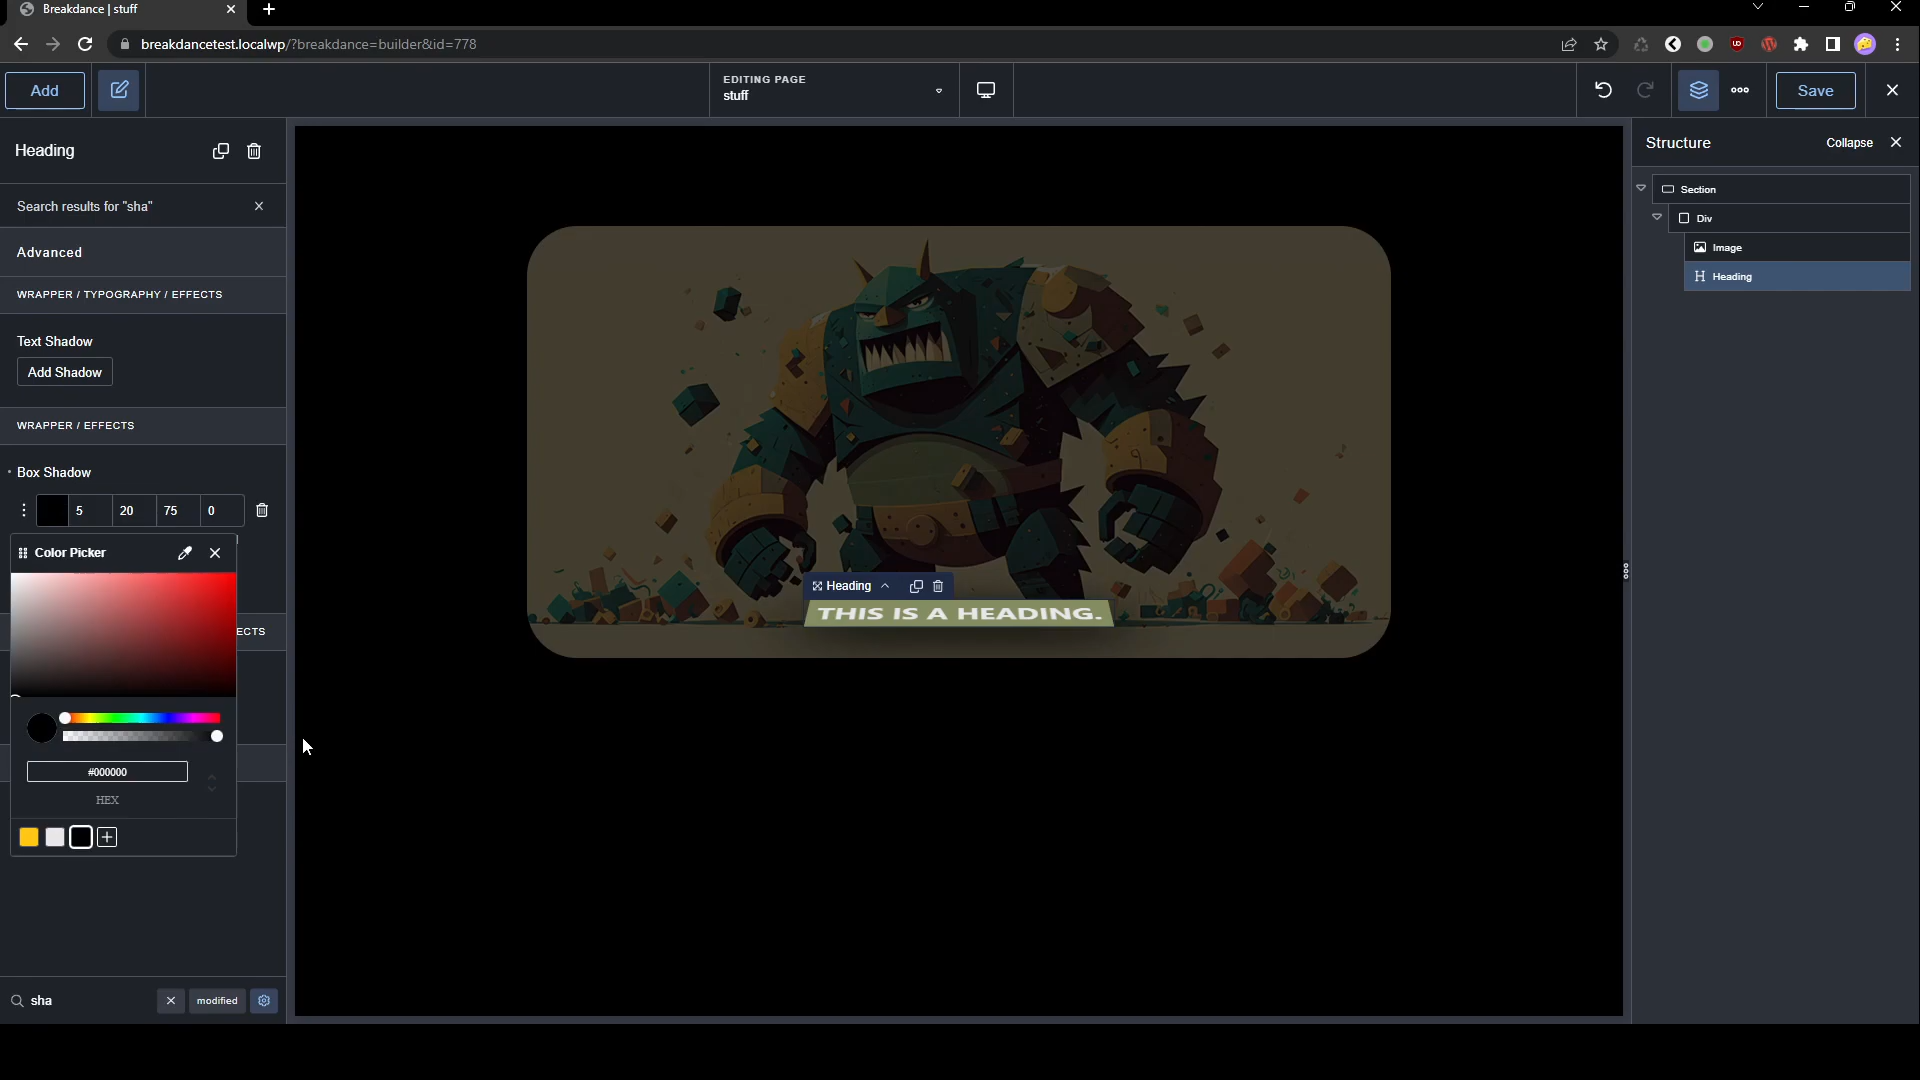 Breakdance | stuff
breakdancetest.localwp/?breakdance=builder&id=778
Add
EDITING PAGE
stuff
Save
Heading
Structure
Collapse
Search results for "sha"
Section
Div
Image
Heading
Advanced
WRAPPER / TYPOGRAPHY / EFFECTS
Text Shadow
Add Shadow
WRAPPER / EFFECTS
Box Shadow
5 20 75 0
Color Picker
Heading
THIS IS A HEADING.
ECTS
#000000
HEX
sha
modified